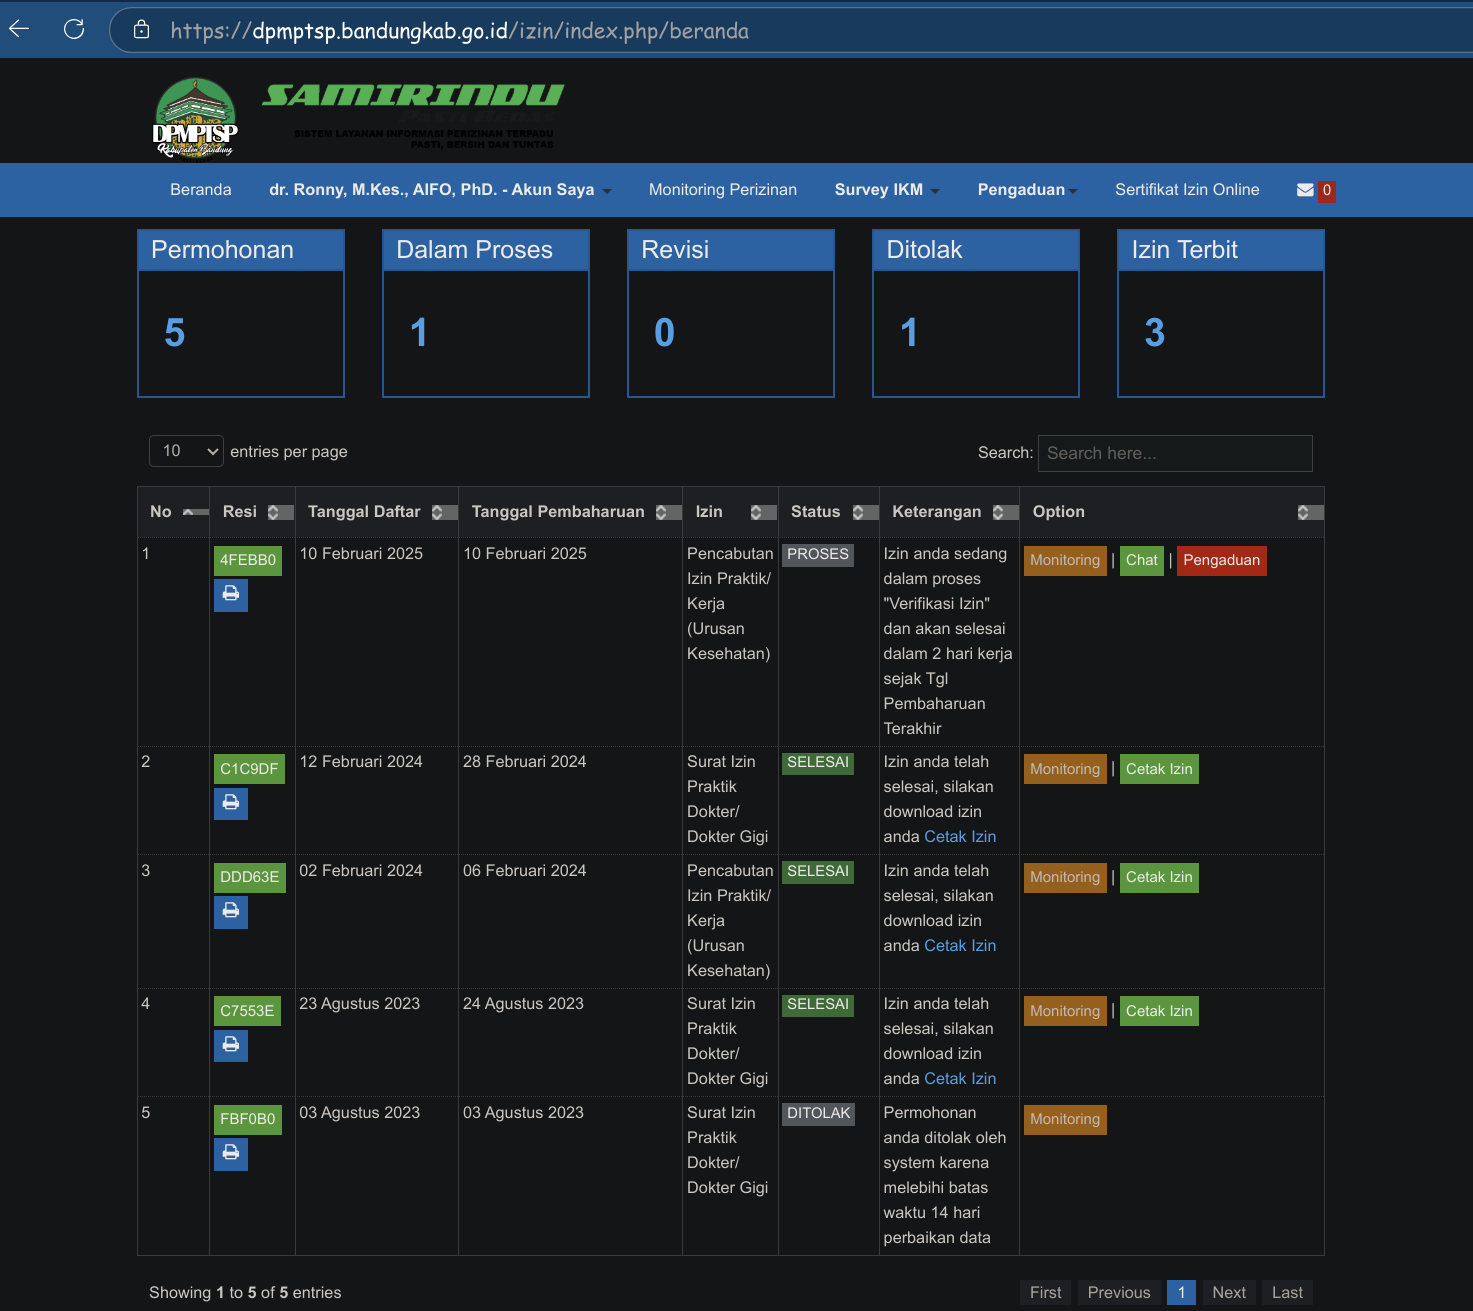 https://dpmptsp.bandungkab.go.id/izin/index.php/beranda
DPMPTSP
Kabupaten Bandung
SAMIRINDU
PASTI BEDAS
SISTEM LAYANAN INFORMASI PERIZINAN TERPADU
PASTI, BERSIH DAN TUNTAS
Beranda dr. Ronny, M.Kes., AIFO, PhD. - Akun Saya Monitoring Perizinan Survey IKM Pengaduan Sertifikat Izin Online 0
Permohonan Dalam Proses Revisi Ditolak Izin Terbit
5 1 0 1 3
10 entries per page Search: Search here...
No Resi Tanggal Daftar Tanggal Pembaharuan Izin Status Keterangan Option
1 4FEBB0 10 Februari 2025 10 Februari 2025 Pencabutan PROSES Izin anda sedang Monitoring | Chat | Pengaduan
Izin Praktik/ dalam proses
Kerja "Verifikasi Izin"
(Urusan dan akan selesai
Kesehatan) dalam 2 hari kerja
sejak Tgl
Pembaharuan
Terakhir
2 C1C9DF 12 Februari 2024 28 Februari 2024 Surat Izin SELESAI Izin anda telah Monitoring | Cetak Izin
Praktik selesai, silakan
Dokter/ download izin
Dokter Gigi anda Cetak Izin
3 DDD63E 02 Februari 2024 06 Februari 2024 Pencabutan SELESAI Izin anda telah Monitoring | Cetak Izin
Izin Praktik/ selesai, silakan
Kerja download izin
(Urusan anda Cetak Izin
Kesehatan)
4 C7553E 23 Agustus 2023 24 Agustus 2023 Surat Izin SELESAI Izin anda telah Monitoring | Cetak Izin
Praktik selesai, silakan
Dokter/ download izin
Dokter Gigi anda Cetak Izin
5 FBF0B0 03 Agustus 2023 03 Agustus 2023 Surat Izin DITOLAK Permohonan Monitoring
Praktik anda ditolak oleh
Dokter/ system karena
Dokter Gigi melebihi batas
waktu 14 hari
perbaikan data
Showing 1 to 5 of 5 entries First Previous 1 Next Last